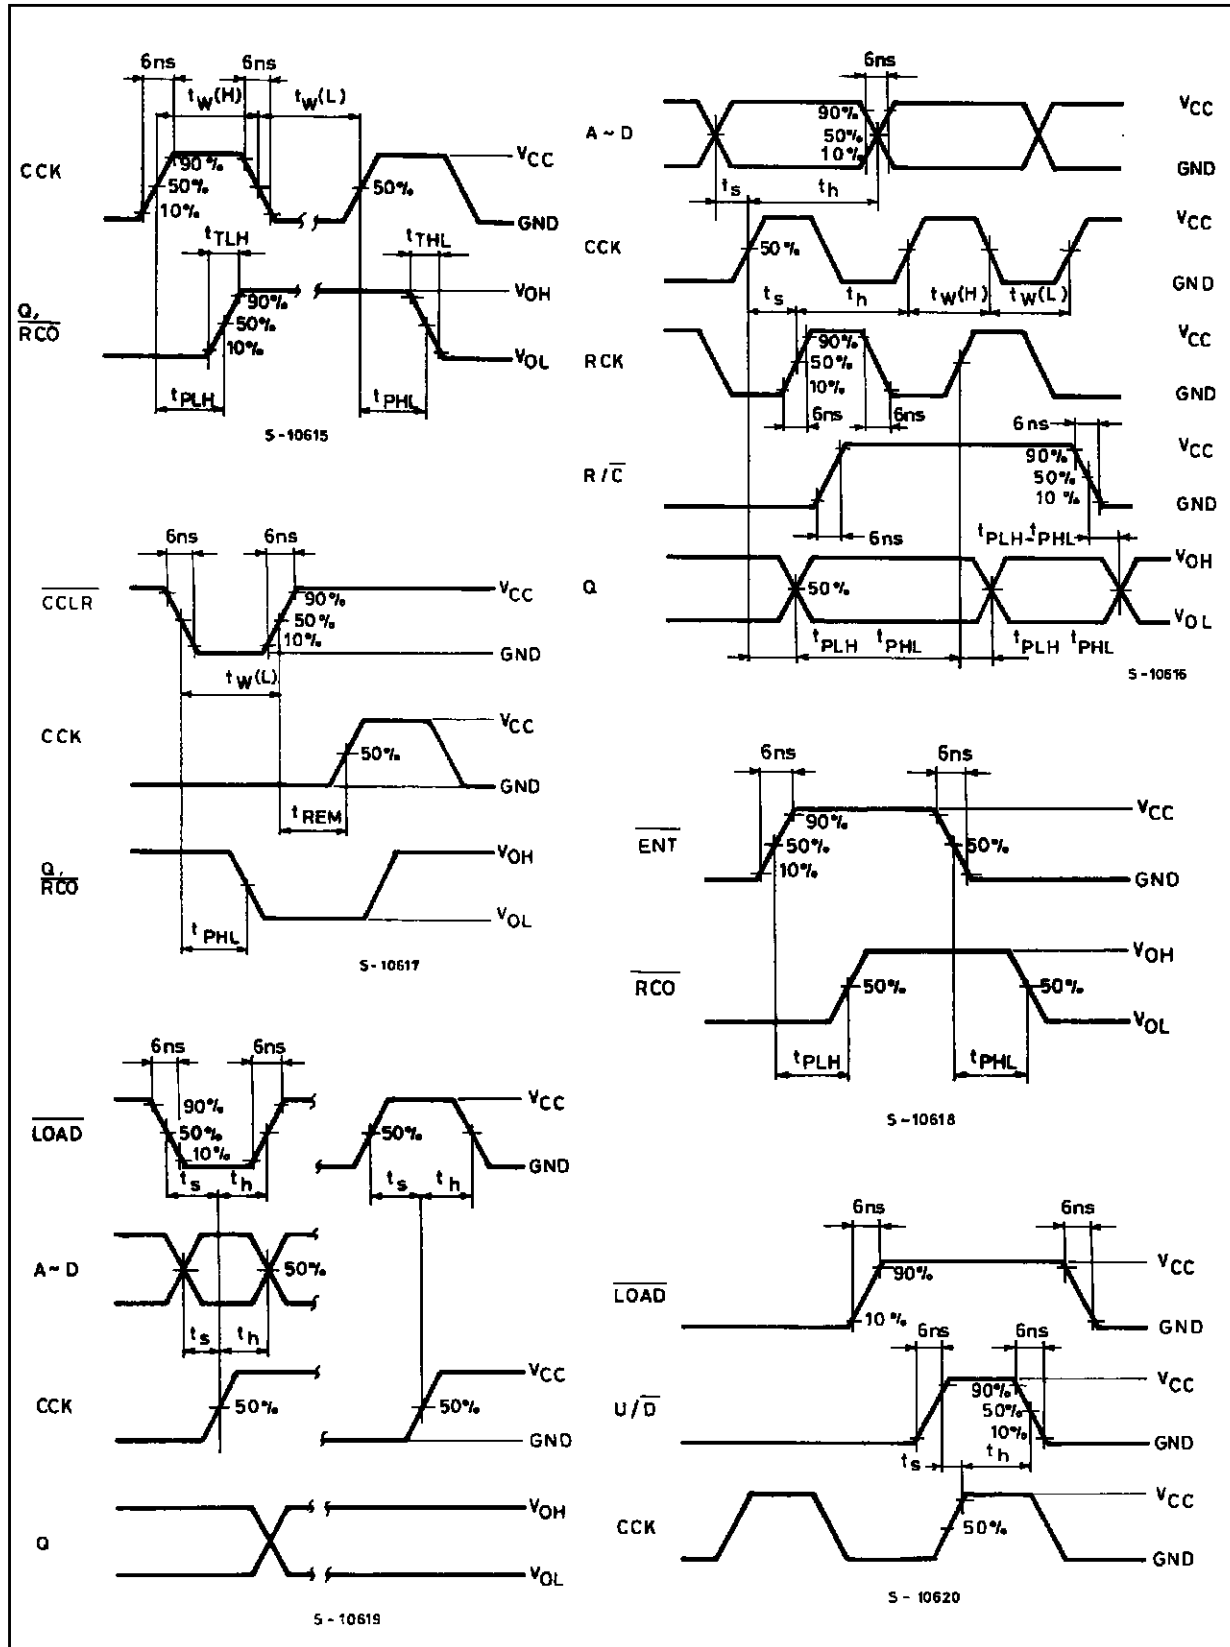 6ns 6ns
tW(H) tW(L)
CCK 90% 50% 10% 50% VCC GND
tTLH tTHL
Q, RCO 90% 50% 10% VOH VOL
tPLH tPHL
S-10615
6ns
A~D 90% 50% 10% VCC GND
ts th
CCK 50% VCC GND
ts th tW(H) tW(L)
RCK 90% 50% 10% VCC GND
6ns 6ns 6ns
R/C 90% 50% 10% VCC GND
6ns tPLH-tPHL
Q 50% VOH VOL
tPLH tPHL tPLH tPHL
S-10616
6ns 6ns
CCLR 90% 50% 10% VCC GND
tW(L)
CCK 50% VCC GND
tREM
Q, RCO VOH VOL
tPHL
S-10617
6ns 6ns
ENT 90% 50% 10% 50% VCC GND
RCO 50% 50% VOH VOL
tPLH tPHL
S-10618
6ns 6ns
LOAD 90% 50% 10% 50% VCC GND
ts th ts th
A~D 50%
ts th
CCK 50% 50% VCC GND
Q VOH VOL
S-10619
6ns 6ns
LOAD 90% 10% VCC GND
6ns 6ns
U/D 90% 50% 10% VCC GND
ts th
CCK 50% VCC GND
S-10620